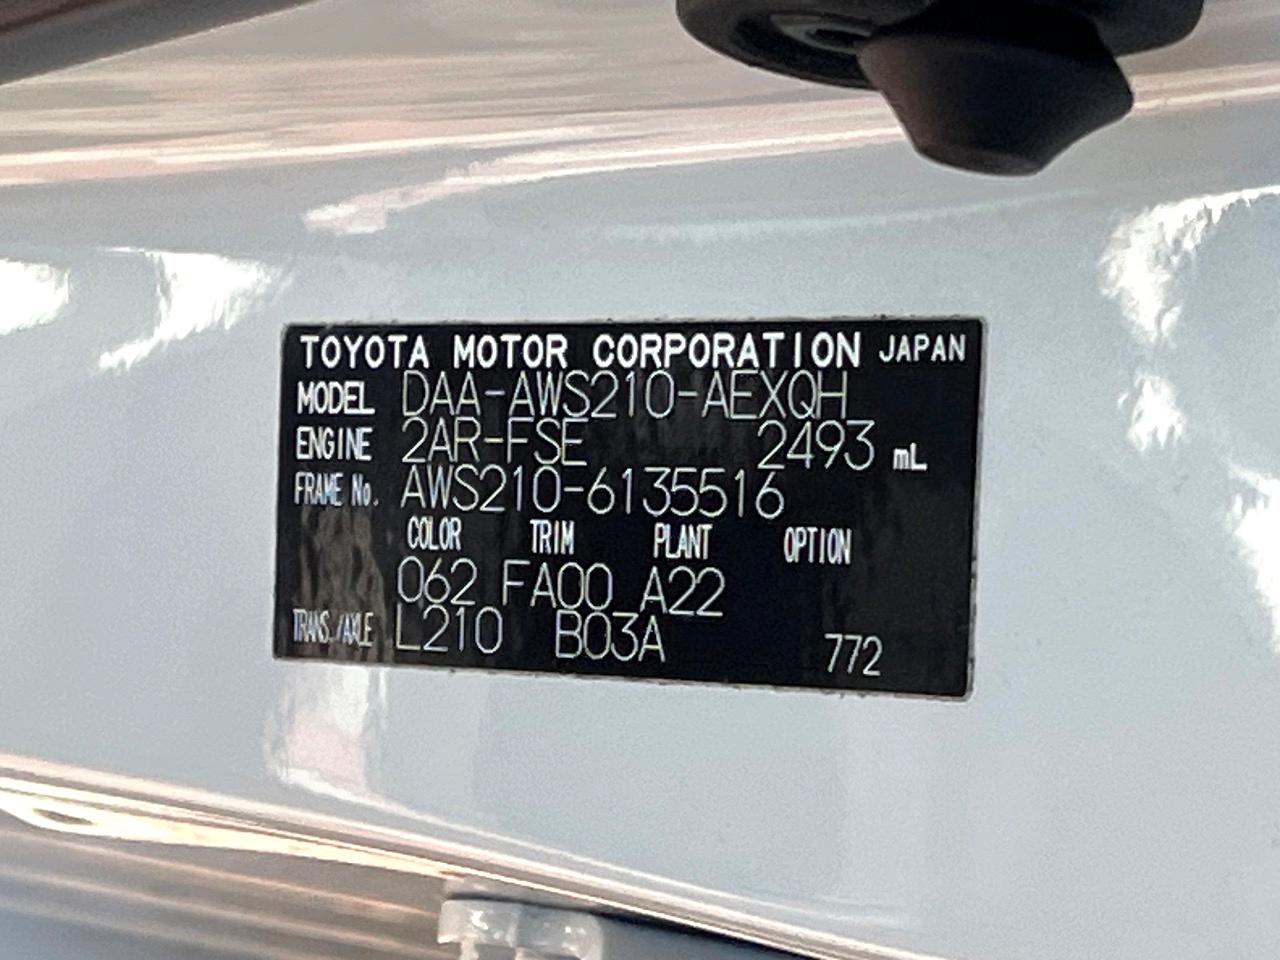 TOYOTA MOTOR CORPORATION JAPAN
MODEL DAA-AWS210-AEXQH
ENGINE 2AR-FSE 2493 mL
FRAME No. AWS210-6135516
COLOR TRIM PLANT OPTION
062 FA00 A22
TRANS./AXLE L210 B03A 772